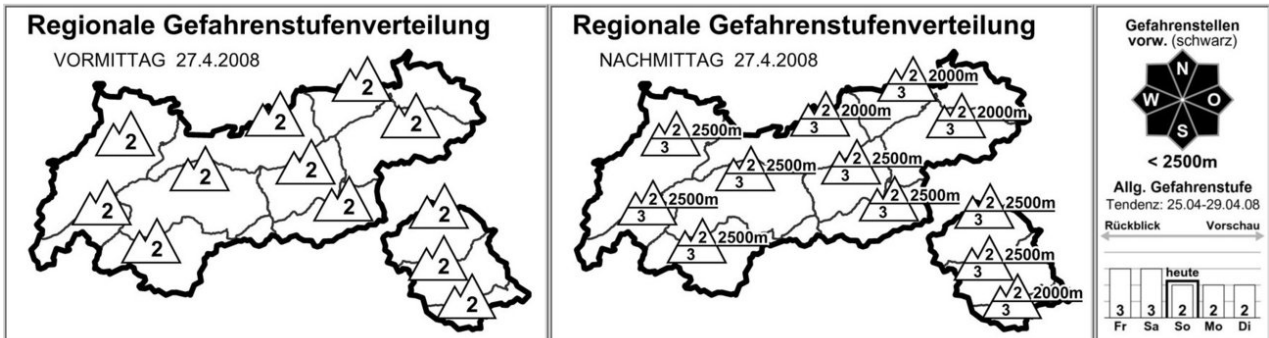 Regionale Gefahrenstufenverteilung
VORMITTAG 27.4.2008
2
2
2
2
2
2
2
2
2
2
2
2
Regionale Gefahrenstufenverteilung
NACHMITTAG 27.4.2008
2 2000m
3
2 2000m
3
2 2000m
3
2 2500m
3
2 2500m
3
2 2500m
3
2 2500m
3
2 2500m
3
2 2500m
3
2 2500m
3
2 2500m
3
2 2000m
3
Gefahrenstellen
vorw. (schwarz)
N
W O
S
< 2500m
Allg. Gefahrenstufe
Tendenz: 25.04-29.04.08
Rückblick Vorschau
heute
3 3 2 2 2
Fr Sa So Mo Di